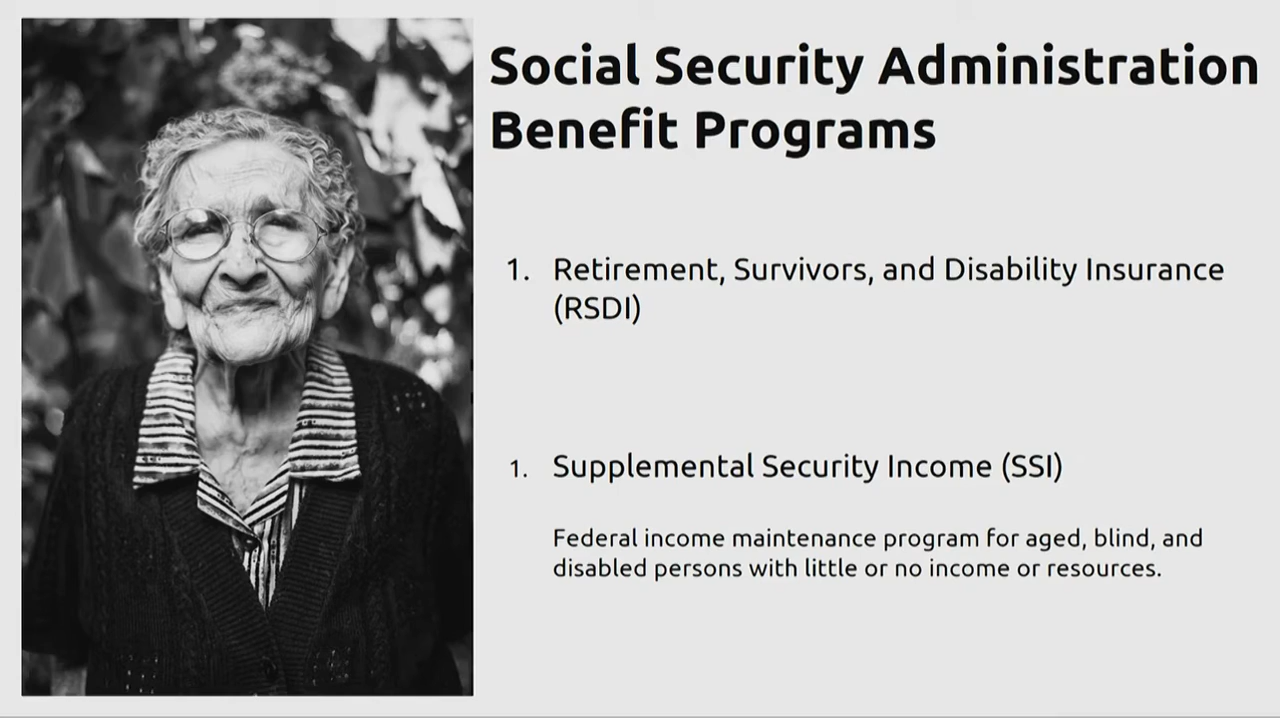 Social Security Administration
Benefit Programs
1. Retirement, Survivors, and Disability Insurance
(RSDI)
1. Supplemental Security Income (SSI)
Federal income maintenance program for aged, blind, and
disabled persons with little or no income or resources.